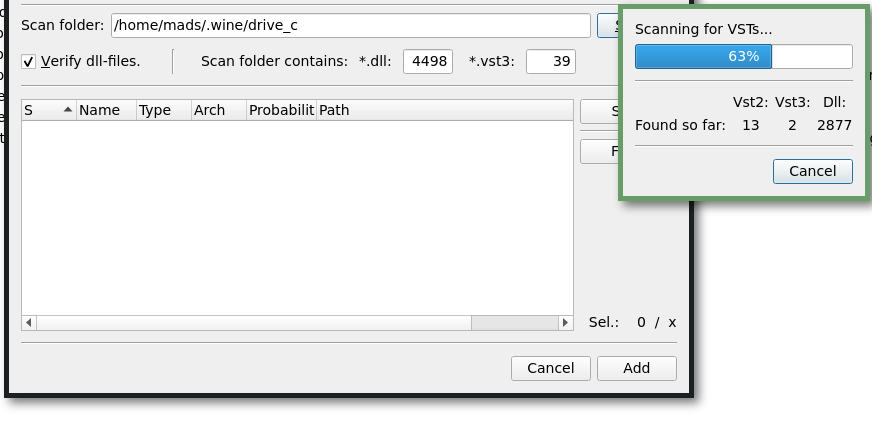 Scan folder: /home/mads/.wine/drive_c
Verify dll-files. Scan folder contains: *.dll: 4498 *.vst3: 39
S Name Type Arch Probabilit Path
Sel.: 0 / x
Cancel Add
Scanning for VSTs...
63%
Vst2: Vst3: Dll:
Found so far: 13 2 2877
Cancel